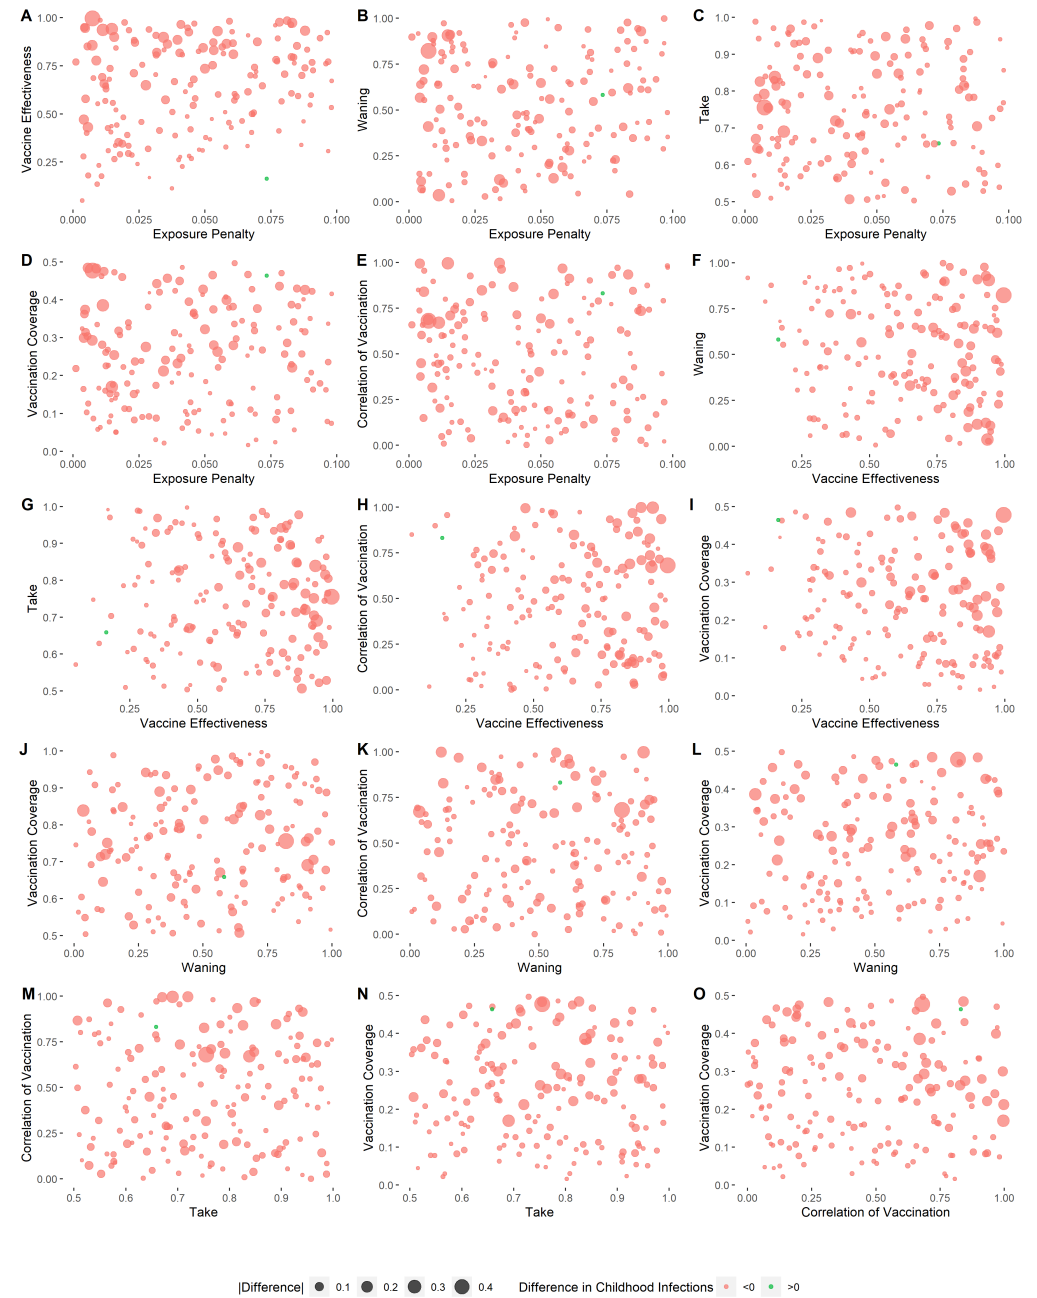 A
1.00
0.75
0.50
0.25
Vaccine Effectiveness
0.000 0.025 0.050 0.075 0.100
Exposure Penalty
B
1.00
0.75
0.50
0.25
0.00
Waning
0.000 0.025 0.050 0.075 0.100
Exposure Penalty
C
1.0
0.9
0.8
0.7
0.6
0.5
Take
0.000 0.025 0.050 0.075 0.100
Exposure Penalty
D
0.5
0.4
0.3
0.2
0.1
0.0
Vaccination Coverage
0.000 0.025 0.050 0.075 0.100
Exposure Penalty
E
1.00
0.75
0.50
0.25
0.00
Correlation of Vaccination
0.000 0.025 0.050 0.075 0.100
Exposure Penalty
F
1.00
0.75
0.50
0.25
0.00
Waning
0.25 0.50 0.75 1.00
Vaccine Effectiveness
G
1.0
0.9
0.8
0.7
0.6
0.5
Take
0.25 0.50 0.75 1.00
Vaccine Effectiveness
H
1.00
0.75
0.50
0.25
0.00
Correlation of Vaccination
0.25 0.50 0.75 1.00
Vaccine Effectiveness
I
0.5
0.4
0.3
0.2
0.1
0.0
Vaccination Coverage
0.25 0.50 0.75 1.00
Vaccine Effectiveness
J
1.0
0.9
0.8
0.7
0.6
0.5
Vaccination Coverage
0.00 0.25 0.50 0.75 1.00
Waning
K
1.00
0.75
0.50
0.25
0.00
Correlation of Vaccination
0.00 0.25 0.50 0.75 1.00
Waning
L
0.5
0.4
0.3
0.2
0.1
0.0
Vaccination Coverage
0.00 0.25 0.50 0.75 1.00
Waning
M
1.00
0.75
0.50
0.25
0.00
Correlation of Vaccination
0.5 0.6 0.7 0.8 0.9 1.0
Take
N
0.5
0.4
0.3
0.2
0.1
0.0
Vaccination Coverage
0.5 0.6 0.7 0.8 0.9 1.0
Take
O
0.5
0.4
0.3
0.2
0.1
0.0
Vaccination Coverage
0.00 0.25 0.50 0.75 1.00
Correlation of Vaccination
|Difference| 0.1 0.2 0.3 0.4 Difference in Childhood Infections <0 >0